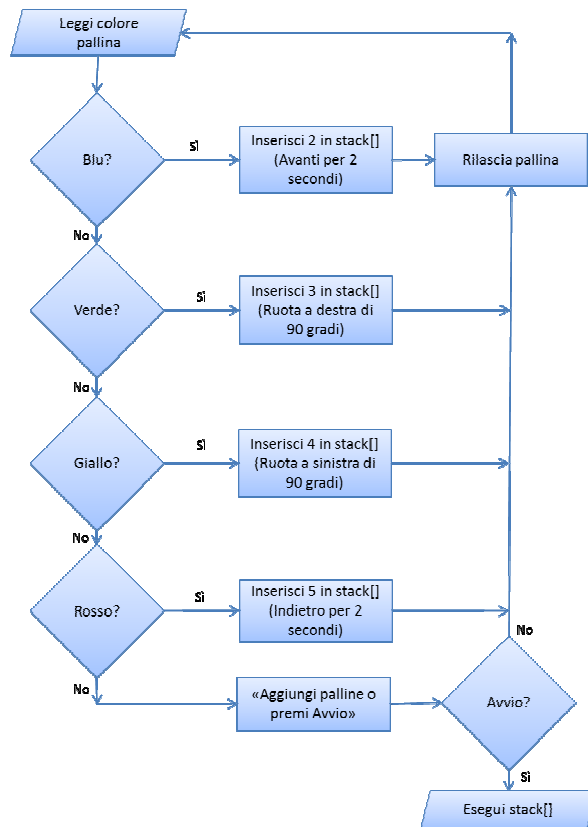 Leggi colore
pallina
Blu?
Sì
Inserisci 2 in stack[]
(Avanti per 2
secondi)
Rilascia pallina
No
Verde?
Sì
Inserisci 3 in stack[]
(Ruota a destra di
90 gradi)
No
Giallo?
Sì
Inserisci 4 in stack[]
(Ruota a sinistra di
90 gradi)
No
Rosso?
Sì
Inserisci 5 in stack[]
(Indietro per 2
secondi)
No
«Aggiungi palline o
premi Avvio»
Avvio?
No
Sì
Esegui stack[]